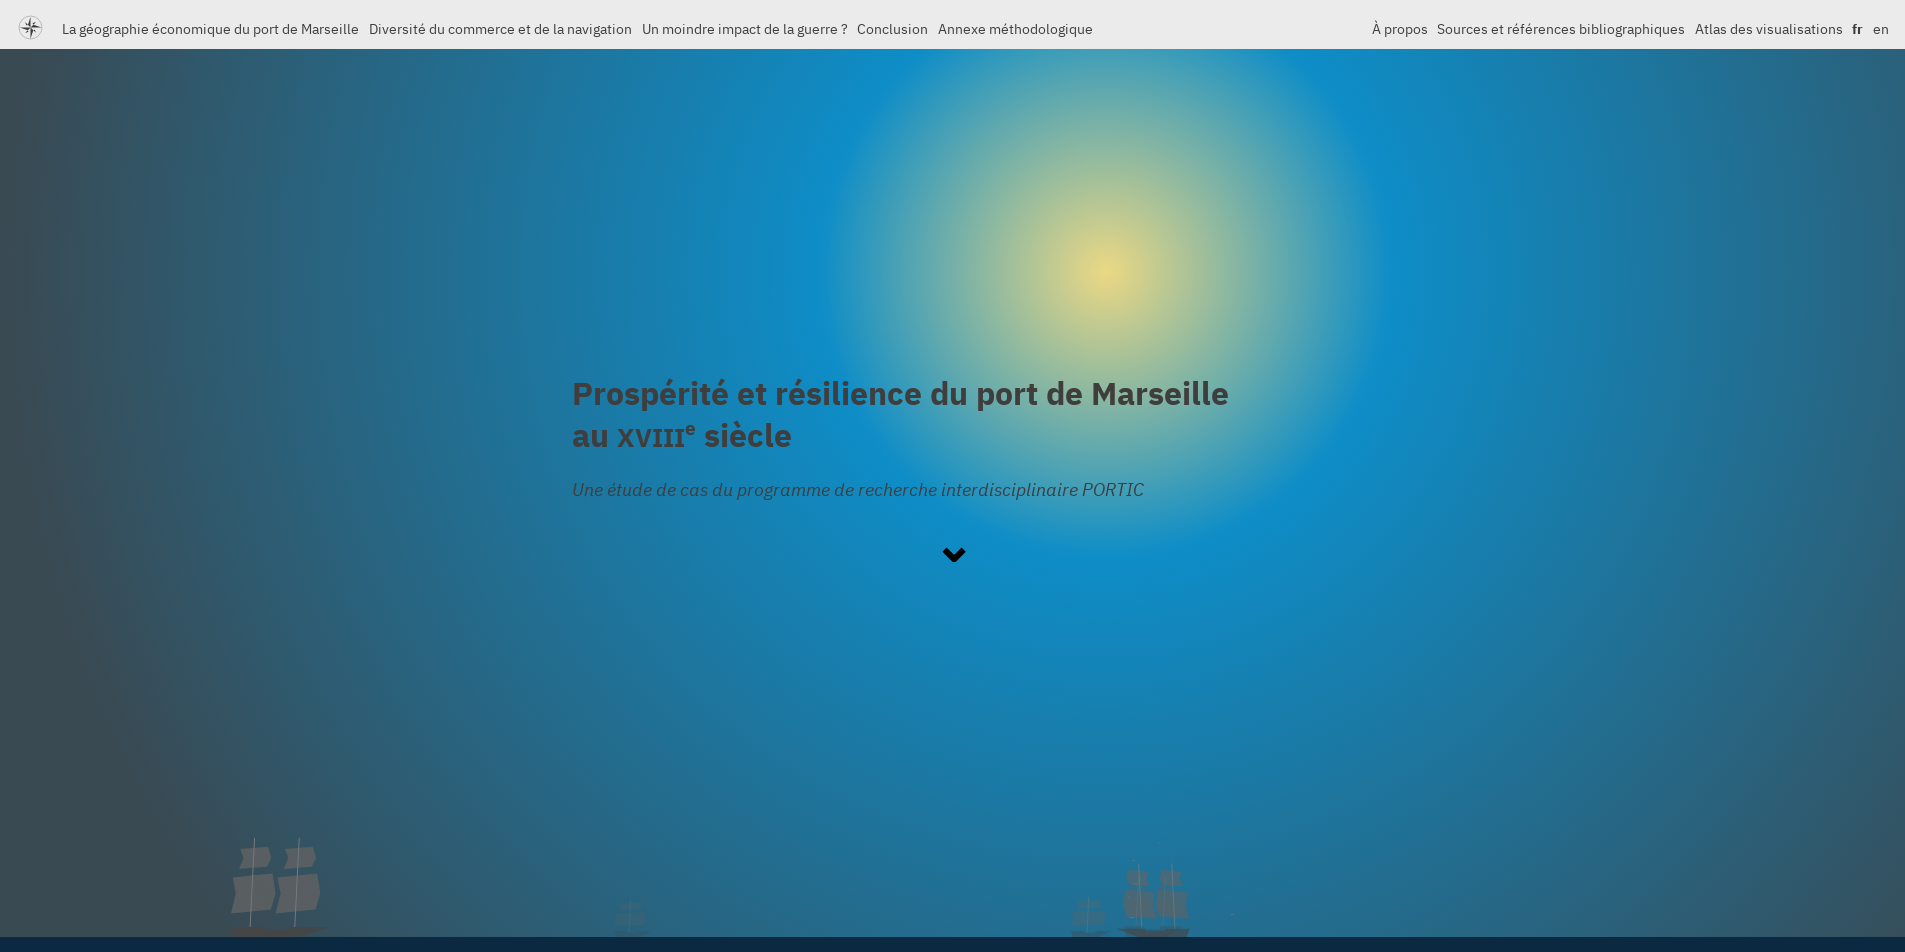 La géographie économique du port de Marseille Diversité du commerce et de la navigation Un moindre impact de la guerre ? Conclusion Annexe méthodologique À propos Sources et références bibliographiques Atlas des visualisations fr en
Prospérité et résilience du port de Marseille
au XVIIIe siècle
Une étude de cas du programme de recherche interdisciplinaire PORTIC